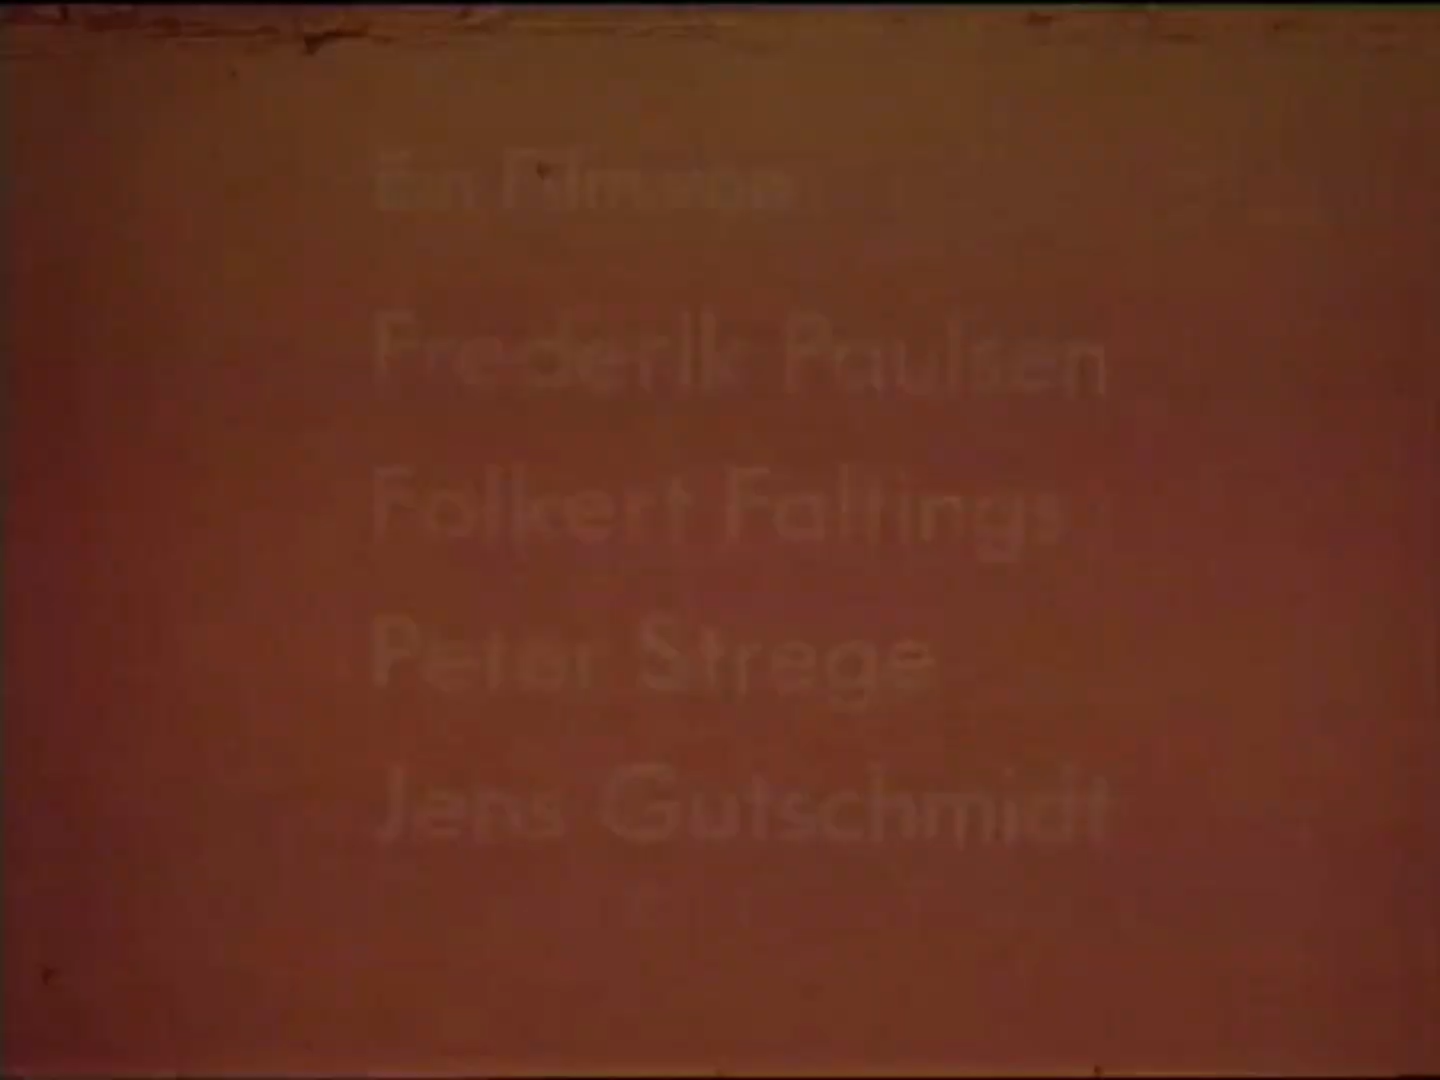 Ein Film von
Frederik Paulsen
Folkert Faltings
Peter Strege
Jens Gutschmidt